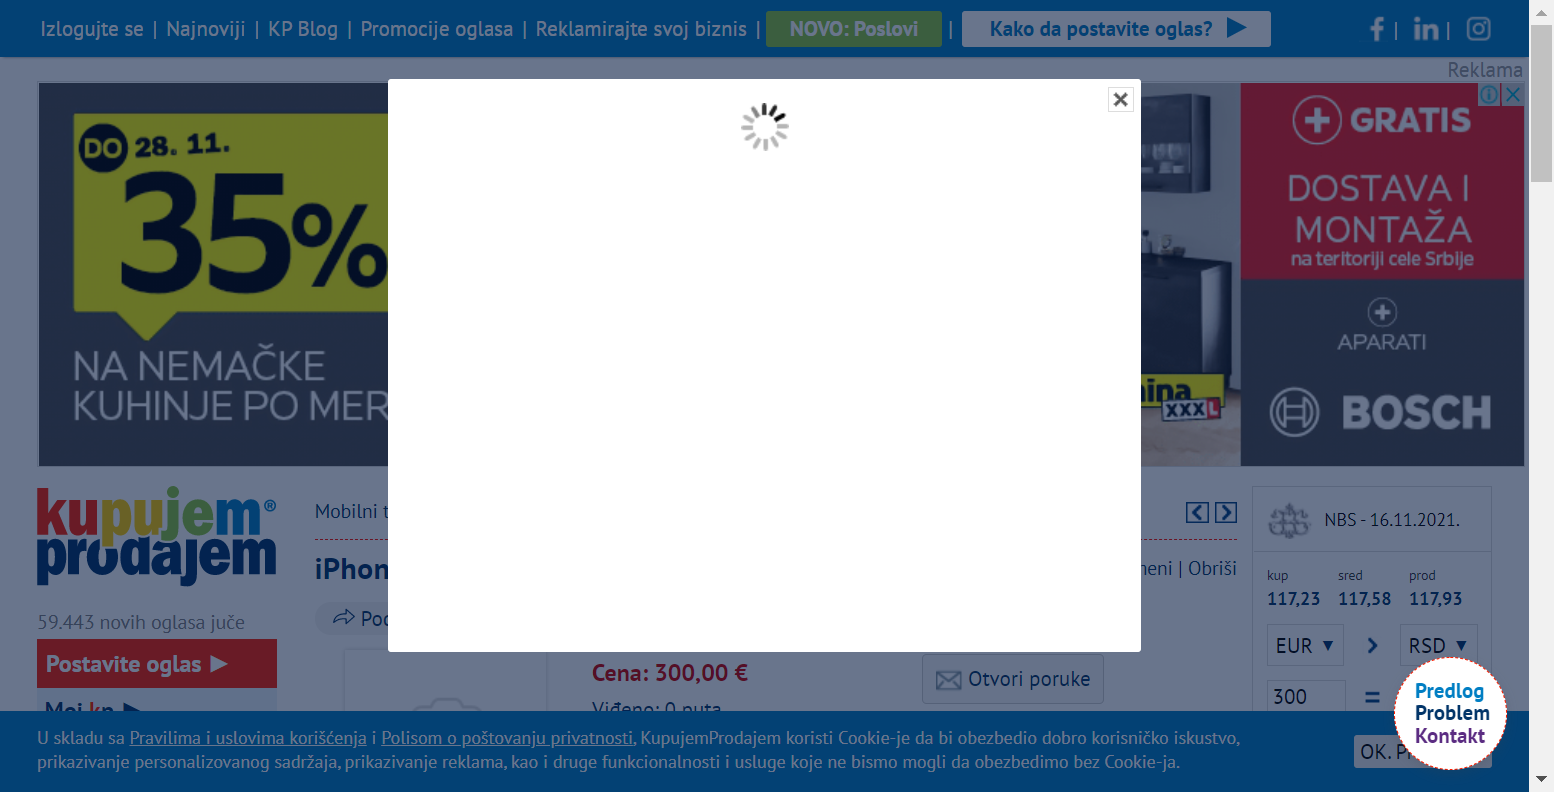 Izlogujte se | Najnoviji | KP Blog | Promocije oglasa | Reklamirajte svoj biznis | NOVO: Poslovi | Kako da postavite oglas?
Reklama
DO 28. 11.
35%
NA NEMAČKE
KUHINJE PO MER
XXXL
GRATIS
DOSTAVA I
MONTAŽA
na teritoriji cele Srbije
APARATI
BOSCH
kupujem®
prodajem
59.443 novih oglasa juče
Postavite oglas
Moj kp
Mobilni t
iPhon
| Obriši
Cena: 300,00 €
Viđeno: 0 puta
Otvori poruke
NBS - 16.11.2021.
kup sred prod
117,23 117,58 117,93
EUR RSD
300 =
Predlog
Problem
Kontakt
U skladu sa Pravilima i uslovima korišćenja i Polisom o poštovanju privatnosti, KupujemProdajem koristi Cookie-je da bi obezbedio dobro korisničko iskustvo,
prikazivanje personalizovanog sadržaja, prikazivanje reklama, kao i druge funkcionalnosti i usluge koje ne bismo mogli da obezbedimo bez Cookie-ja.
OK.